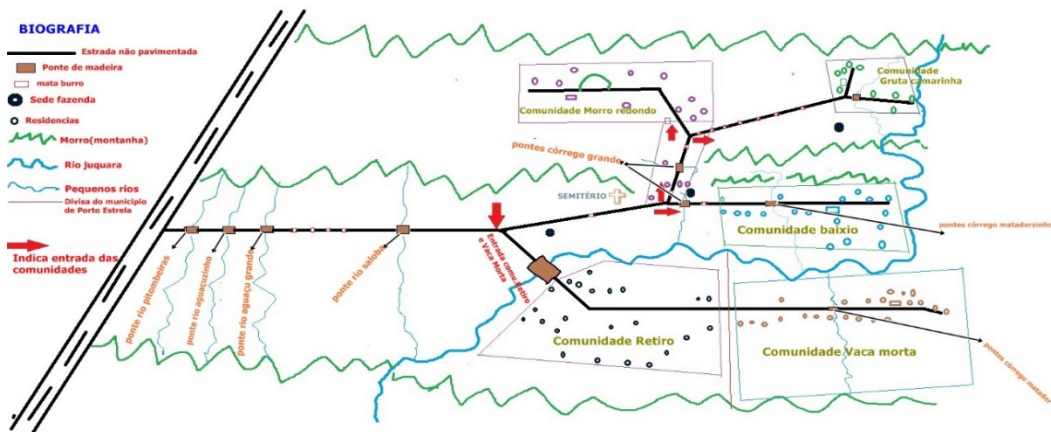 BIOGRAFIA
Estrada não pavimentada
Ponte de madeira
mata burro
Sede fazenda
Residencias
Morro(montanha)
Rio juquara
Pequenos rios
Divisa do municipio
de Porto Estrela
Indica entrada das
comunidades
ponte rio pitombeiras
ponte rio aguaçuzinho
ponte rio aguaçu grande
ponte rio saloba
Entrada comu.Retiro
e Vaca Morta
Comunidade Morro redondo
Comunidade
Gruta camarinha
pontes córrego grande
SEMITÉRIO
Comunidade baixio
pontes córrego matadorzinho
Comunidade Retiro
Comunidade Vaca morta
pontes córrego matador